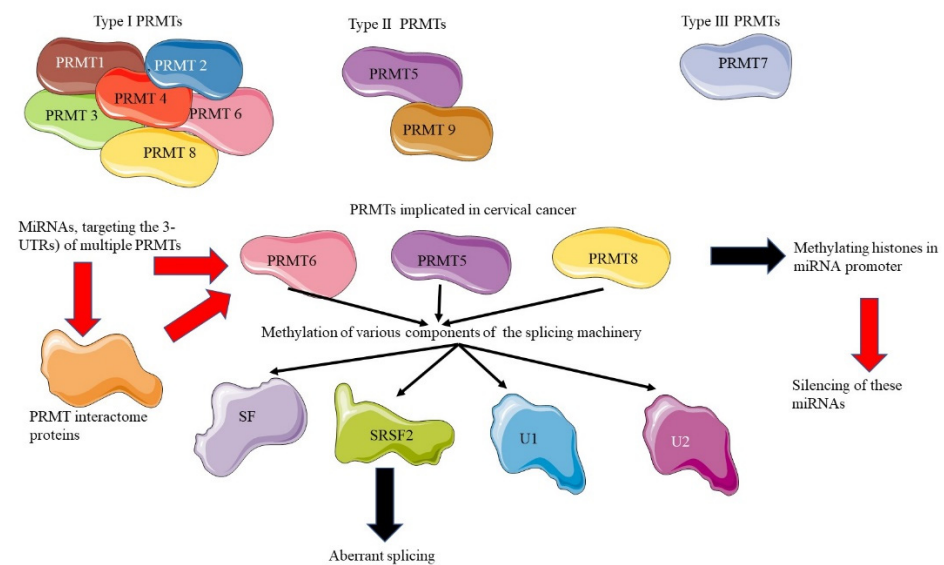 Type I PRMTs
Type II  PRMTs
Type III PRMTs
PRMT1
PRMT 2
PRMT 4
PRMT 3
PRMT 6
PRMT 8
PRMT5
PRMT 9
PRMT7
PRMTs implicated in cervical cancer
MiRNAs, targeting the 3-
UTRs) of multiple PRMTs
PRMT6
PRMT5
PRMT8
Methylating histones in
miRNA promoter
Methylation of various components of  the splicing machinery
Silencing of these
miRNAs
PRMT interactome
proteins
SF
SRSF2
U1
U2
Aberrant splicing